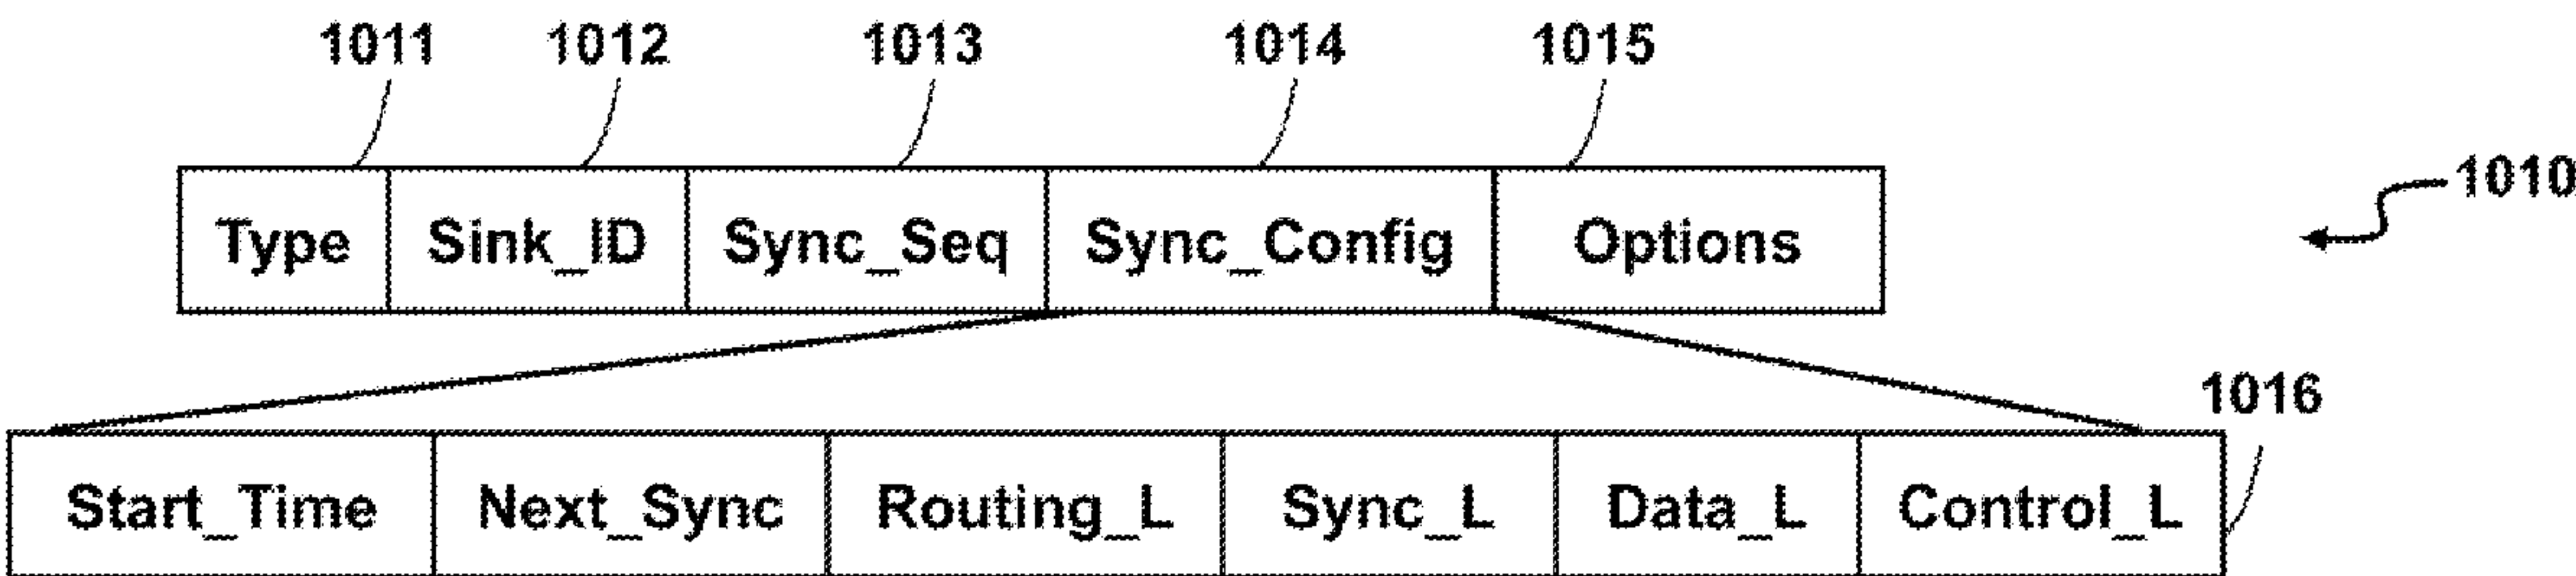 1011 1012 1013 1014 1015
1010
Type Sink_ID Sync_Seq Sync_Config Options
1016
Start_Time Next_Sync Routing_L Sync_L Data_L Control_L